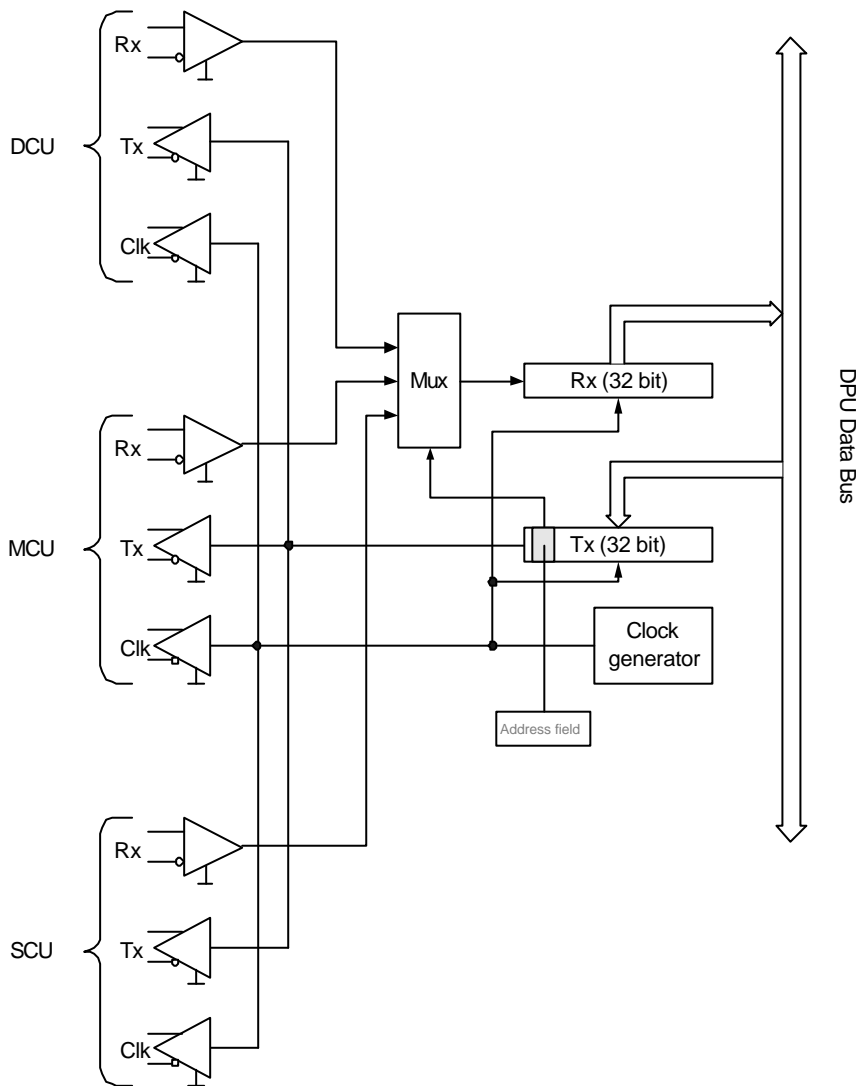 Rx
DCU
Tx
Clk
Mux
Rx (32 bit)
DPU Data Bus
Rx
MCU
Tx
Tx (32 bit)
Clk
Clock
generator
Address field
Rx
SCU
Tx
Clk